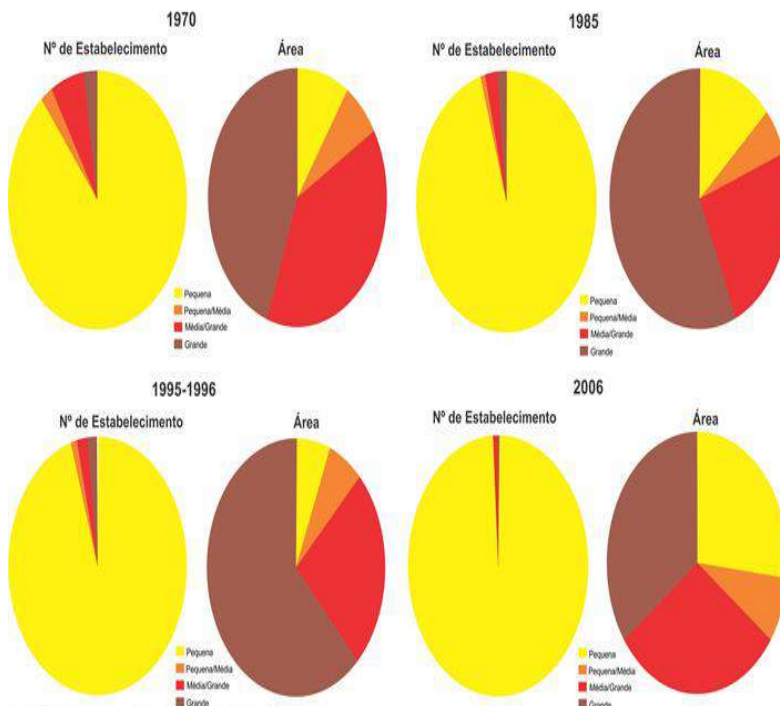 1970
Nº de Estabelecimento
Área
Pequena
Pequena/Média
Média/Grande
Grande
1985
Nº de Estabelecimento
Área
Pequena
Pequena/Média
Média/Grande
Grande
1995-1996
Nº de Estabelecimento
Área
Pequena
Pequena/Média
Média/Grande
Grande
2006
Nº de Estabelecimento
Área
Pequena
Pequena/Média
Média/Grande
Grande